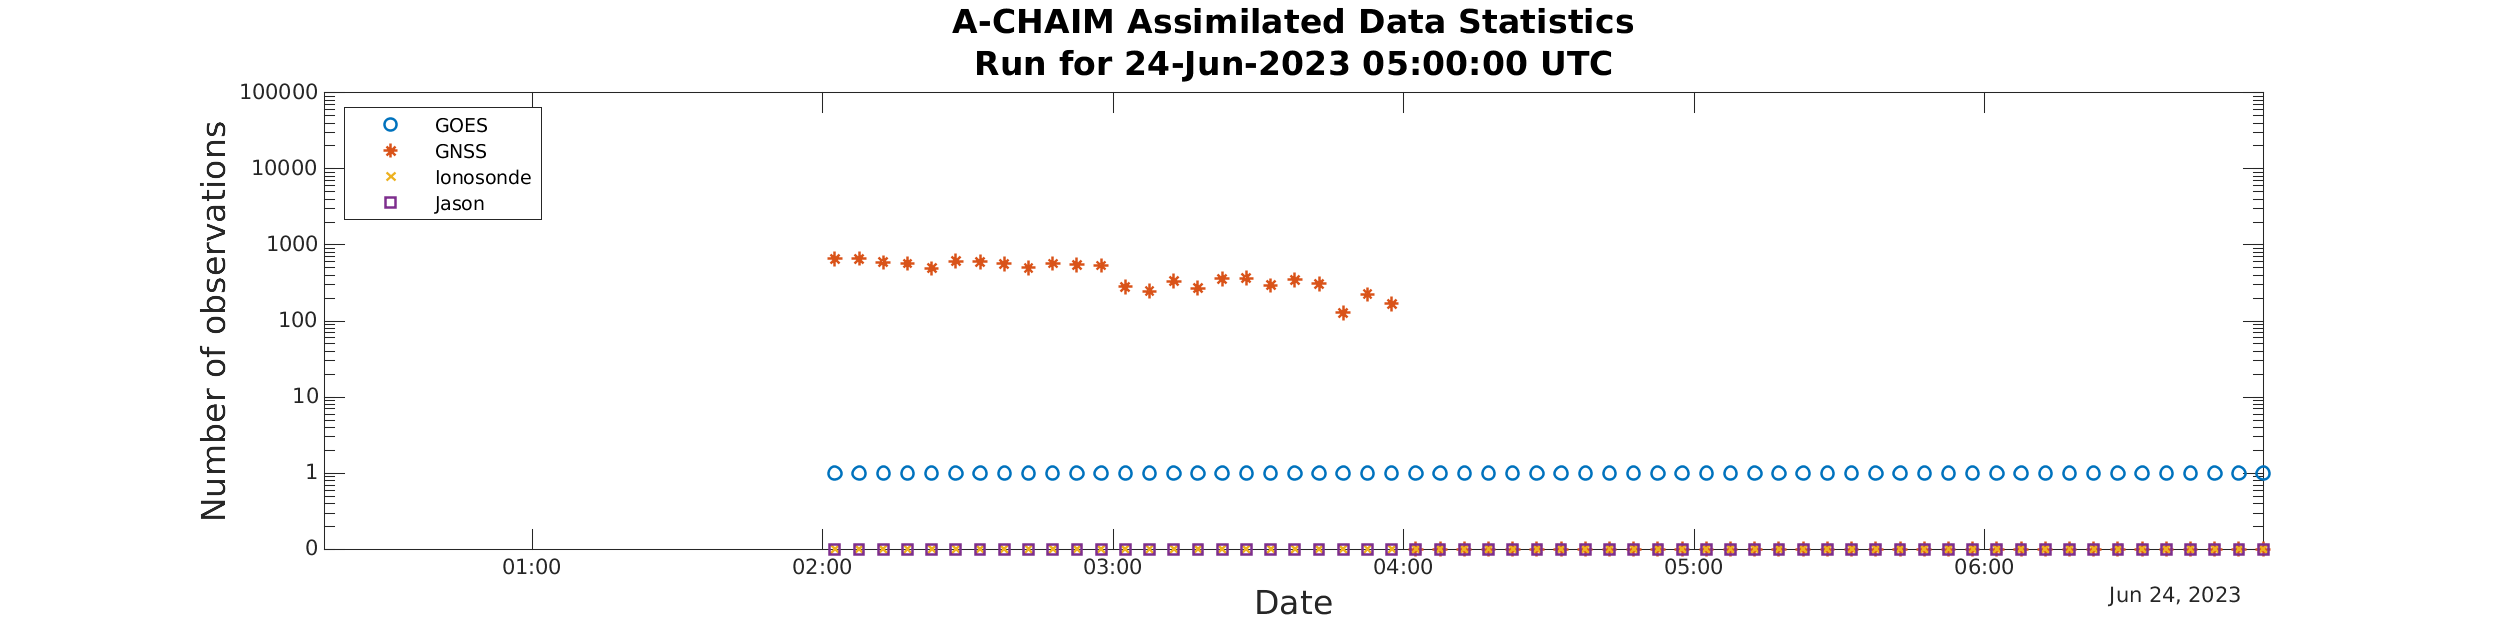 A-CHAIM Assimilated Data Statistics
Run for 24-Jun-2023 05:00:00 UTC
Number of observations
100000
10000
1000
100
10
1
0
GOES
GNSS
Ionosonde
Jason
01:00 02:00 03:00 04:00 05:00 06:00
Date
Jun 24, 2023